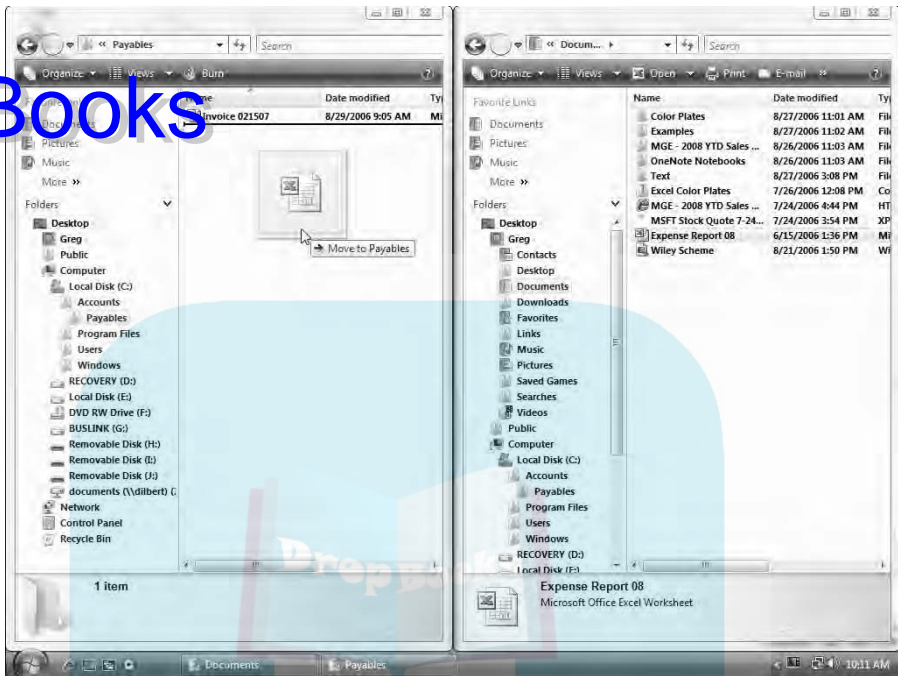 « Payables
Search
Organize
Views
Burn
Books
Name
Date modified
Invoice 021507
8/29/2006 9:05 AM
Favorite Links
Documents
Pictures
Music
More »
Folders
Desktop
Greg
Public
Computer
Local Disk (C:)
Accounts
Payables
Program Files
Users
Windows
RECOVERY (D:)
Local Disk (E:)
DVD RW Drive (F:)
BUSLINK (G:)
Removable Disk (H:)
Removable Disk (I:)
Removable Disk (J:)
documents (\\dilbert) (
Network
Control Panel
Recycle Bin
Move to Payables
1 item
« Docum...
Search
Organize
Views
Open
Print
E-mail »
Favorite Links
Documents
Pictures
Music
More »
Folders
Desktop
Greg
Contacts
Desktop
Documents
Downloads
Favorites
Links
Music
Pictures
Saved Games
Searches
Videos
Public
Computer
Local Disk (C:)
Accounts
Payables
Program Files
Users
Windows
RECOVERY (D:)
Local Disk (E:)
Name Date modified
Color Plates 8/27/2006 11:01 AM
Examples 8/27/2006 11:02 AM
MGE - 2008 YTD Sales ... 8/26/2006 11:03 AM
OneNote Notebooks 8/26/2006 11:03 AM
Text 8/27/2006 3:08 PM
Excel Color Plates 7/26/2006 12:08 PM
MGE - 2008 YTD Sales ... 7/24/2006 4:44 PM
MSFT Stock Quote 7-24... 7/24/2006 3:54 PM
Expense Report 08 6/15/2006 1:36 PM
Wiley Scheme 8/21/2006 1:50 PM
Expense Report 08
Microsoft Office Excel Worksheet
DropBook
Documents
Payables
10:11 AM